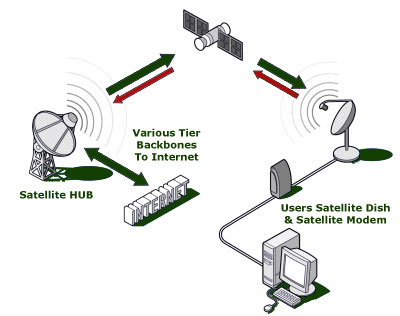 Various Tier
Backbones
To Internet
Satellite HUB
INTERNET
Users Satellite Dish
& Satellite Modem